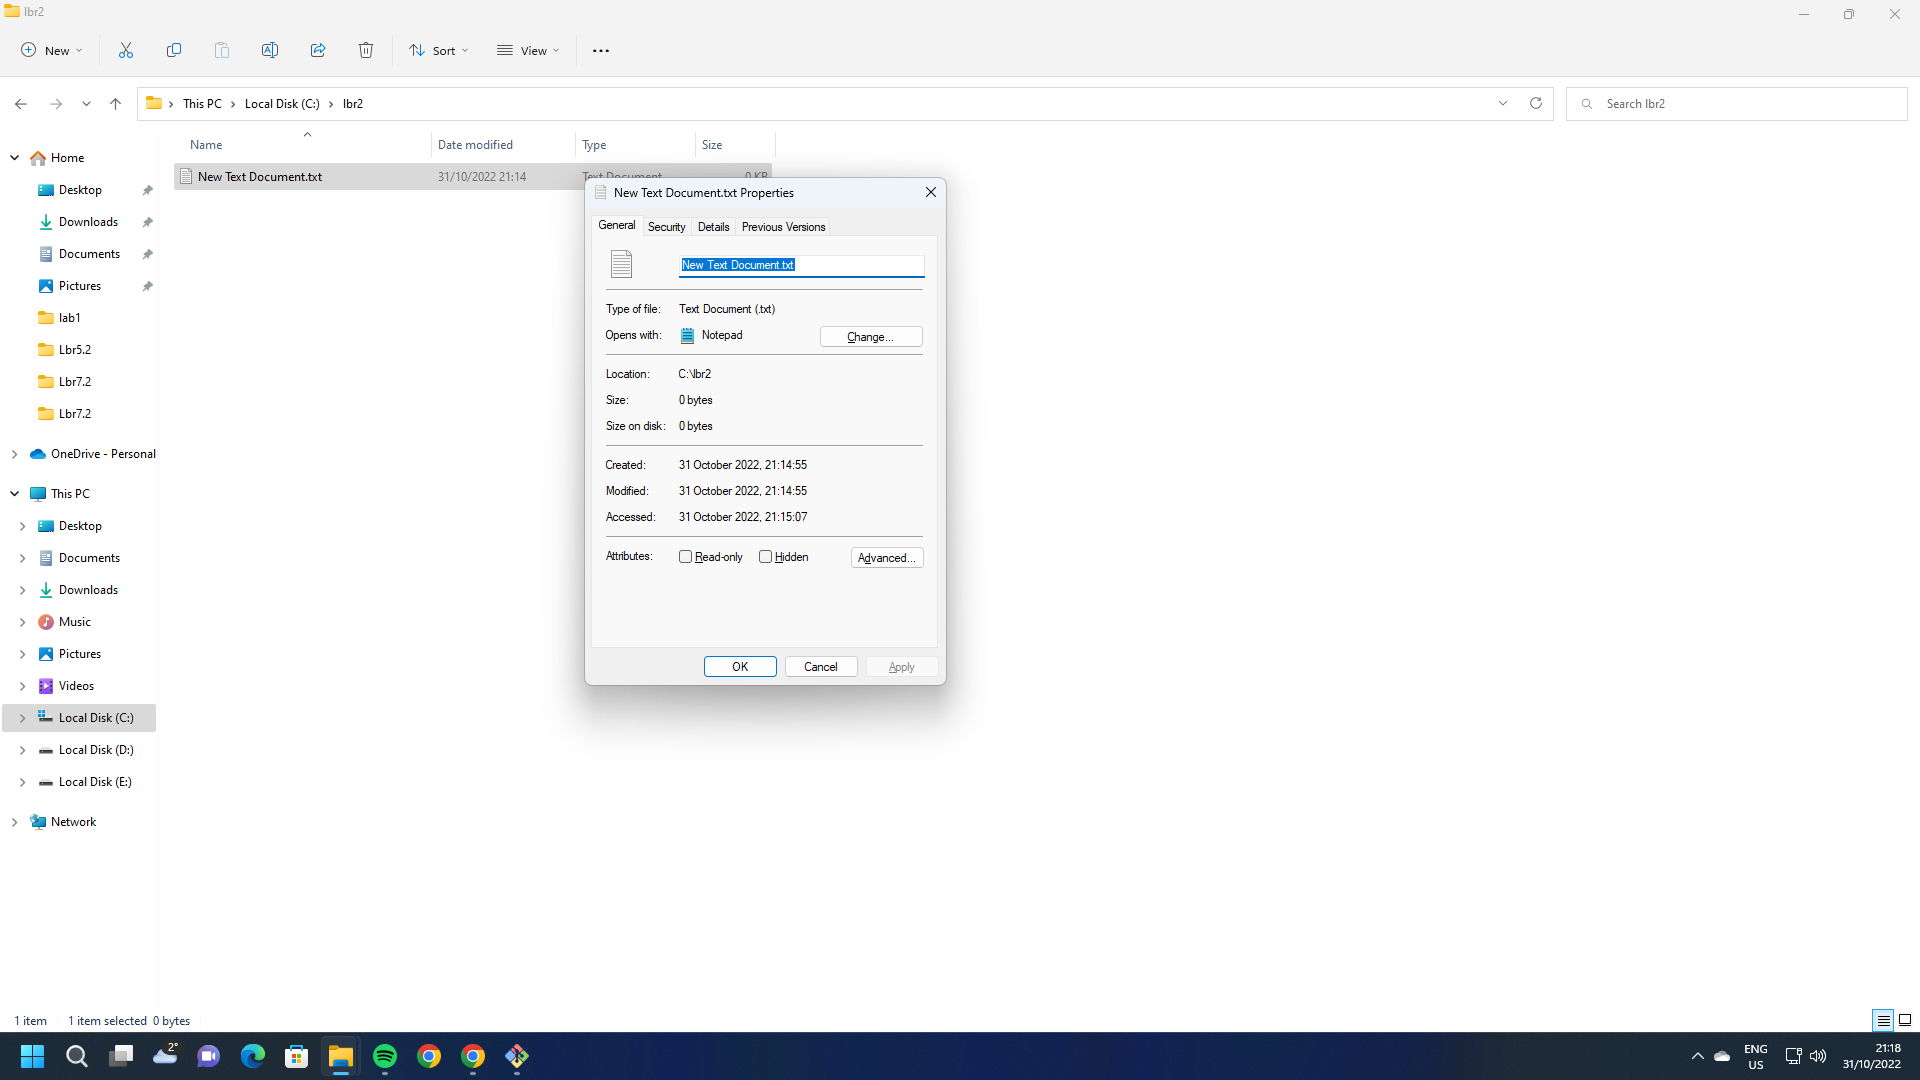 lbr2
New
Sort
View
This PC
Local Disk (C:)
lbr2
Search lbr2
Name
Date modified
Type
Size
New Text Document.txt
31/10/2022 21:14
Text Document
0 KB
Home
Desktop
Downloads
Documents
Pictures
lab1
Lbr5.2
Lbr7.2
Lbr7.2
OneDrive - Personal
This PC
Desktop
Documents
Downloads
Music
Pictures
Videos
Local Disk (C:)
Local Disk (D:)
Local Disk (E:)
Network
New Text Document.txt Properties
General
Security
Details
Previous Versions
New Text Document.txt
Type of file: Text Document (.txt)
Opens with: Notepad
Change...
Location: C:\lbr2
Size: 0 bytes
Size on disk: 0 bytes
Created: 31 October 2022, 21:14:55
Modified: 31 October 2022, 21:14:55
Accessed: 31 October 2022, 21:15:07
Attributes: Read-only Hidden
Advanced...
OK
Cancel
Apply
1 item
1 item selected 0 bytes
2°
ENG
US
21:18
31/10/2022